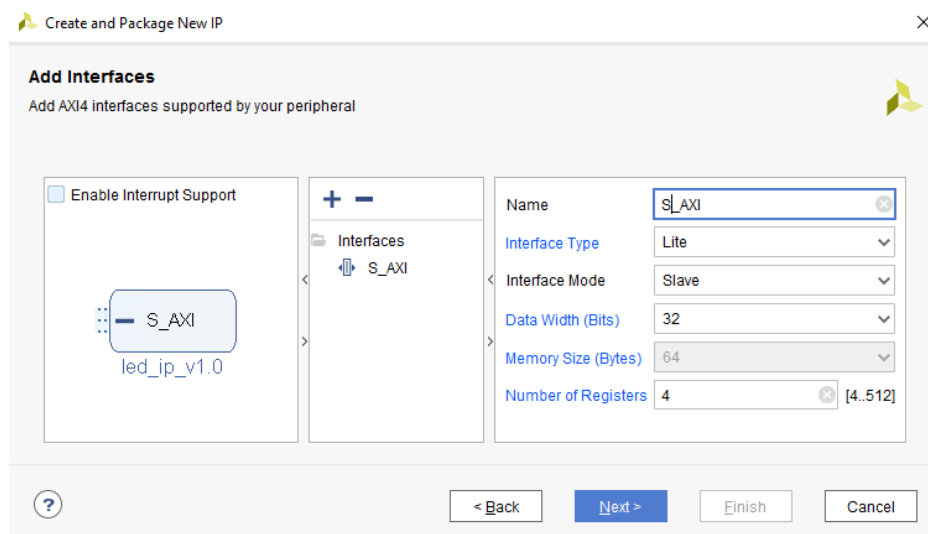 Create and Package New IP
Add Interfaces
Add AXI4 interfaces supported by your peripheral
Enable Interrupt Support
S_AXI
led_ip_v1.0
Interfaces
S_AXI
Name S_AXI
Interface Type Lite
Interface Mode Slave
Data Width (Bits) 32
Memory Size (Bytes) 64
Number of Registers 4 [4..512]
? < Back Next > Finish Cancel